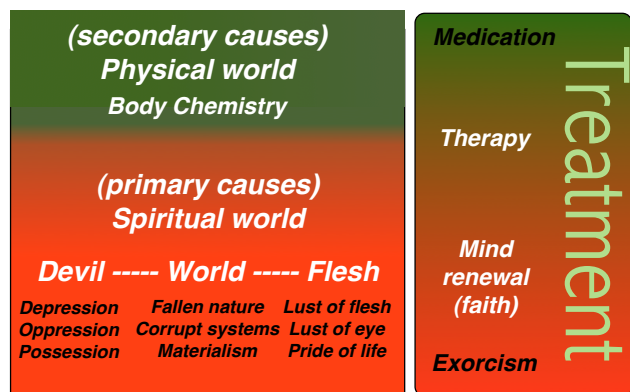 (secondary causes)
Physical world
Body Chemistry
(primary causes)
Spiritual world
Devil ----- World ----- Flesh
Depression Fallen nature Lust of flesh
Oppression Corrupt systems Lust of eye
Possession Materialism Pride of life
Medication
Therapy
Mind
renewal
(faith)
Exorcism
Treatment